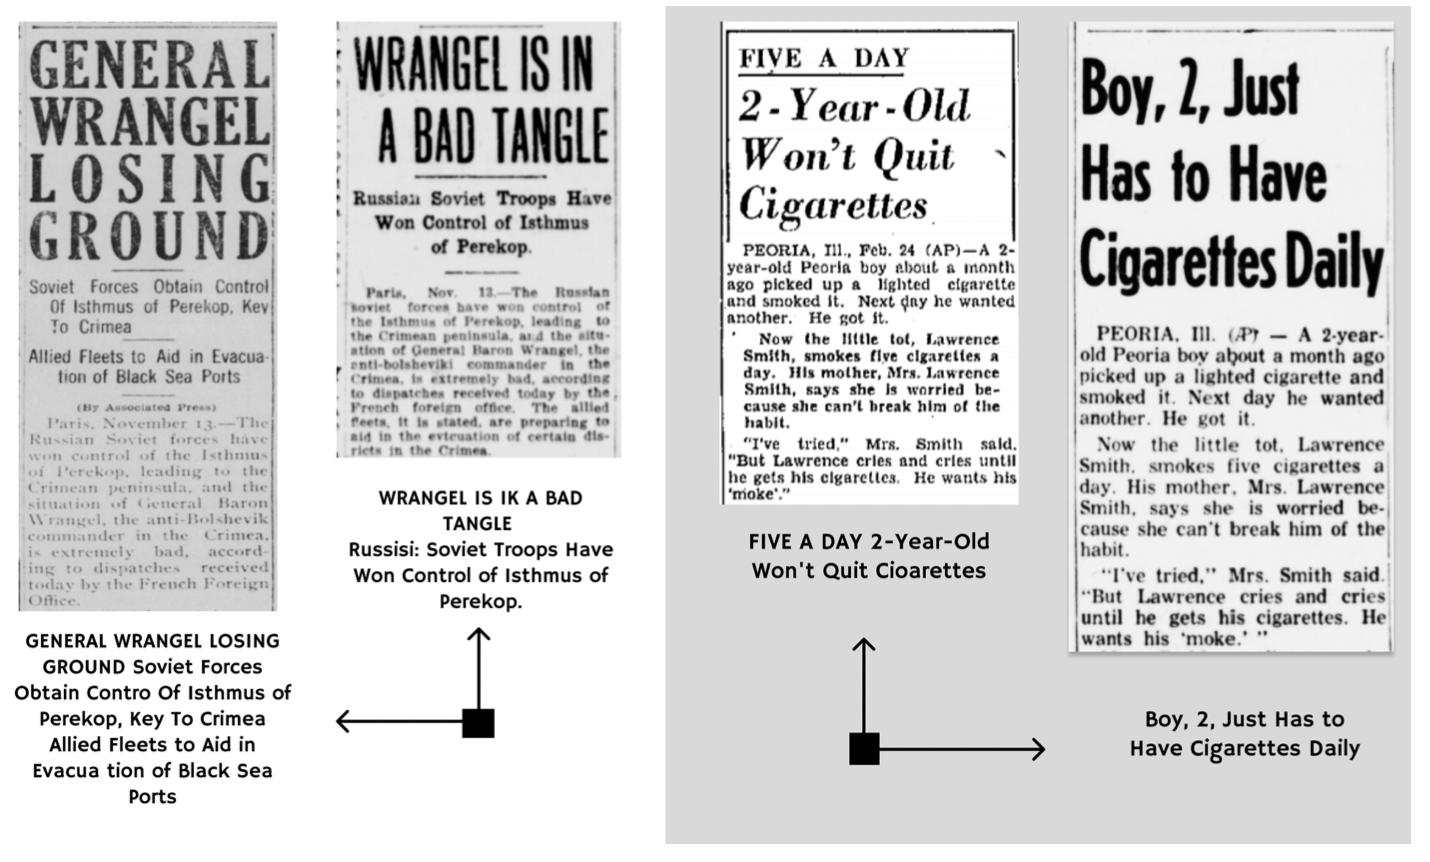 GENERAL
WRANGEL
LOSING
GROUND
Soviet Forces Obtain Control
Of Isthmus of Perekop, Key
To Crimea
Allied Fleets to Aid in Evacua-
tion of Black Sea Ports
(By Associated Press)
Paris, November 13.—The
Russian Soviet forces have
won control of the Isthmus
of Perekop, leading to the
Crimean peninsula, and the
situation of General Baron
Wrangel, the anti-Bolshevik
commander in the Crimea,
is extremely bad, accord-
ing to dispatches received
today by the French Foreign
Office.
GENERAL WRANGEL LOSING
GROUND Soviet Forces
Obtain Contro Of Isthmus of
Perekop, Key To Crimea
Allied Fleets to Aid in
Evacua tion of Black Sea
Ports
WRANGEL IS IN
A BAD TANGLE
Russian Soviet Troops Have
Won Control of Isthmus
of Perekop.
Paris, Nov. 13.—The Russian
soviet forces have won control of
the Isthmus of Perekop, leading to
the Crimean peninsula, and the situ-
ation of General Baron Wrangel, the
anti-bolsheviki commander in the
Crimea, is extremely bad, according
to dispatches received today by the
French foreign office. The allied
fleets, it is stated, are preparing to
aid in the evtcuation of certain dis-
ricts in the Crimea.
WRANGEL IS IK A BAD
TANGLE
Russisi: Soviet Troops Have
Won Control of Isthmus of
Perekop.
FIVE A DAY
2-Year-Old
Won't Quit
Cigarettes
PEORIA, Ill., Feb. 24 (AP)—A 2-
year-old Peoria boy about a month
ago picked up a lighted cigarette
and smoked it. Next day he wanted
another. He got it.
Now the little tot, Lawrence
Smith, smokes five cigarettes a
day. His mother, Mrs. Lawrence
Smith, says she is worried be-
cause she can't break him of the
habit.
"I've tried," Mrs. Smith said.
"But Lawrence cries and cries until
he gets his cigarettes. He wants his
'moke'."
FIVE A DAY 2-Year-Old
Won't Quit Cioarettes
Boy, 2, Just
Has to Have
Cigarettes Daily
PEORIA, Ill. (AP) — A 2-year-
old Peoria boy about a month ago
picked up a lighted cigarette and
smoked it. Next day he wanted
another. He got it.
Now the little tot, Lawrence
Smith, smokes five cigarettes a
day. His mother, Mrs. Lawrence
Smith, says she is worried be-
cause she can't break him of the
habit.
"I've tried," Mrs. Smith said.
"But Lawrence cries and cries
until he gets his cigarettes. He
wants his 'moke.' "
Boy, 2, Just Has to
Have Cigarettes Daily